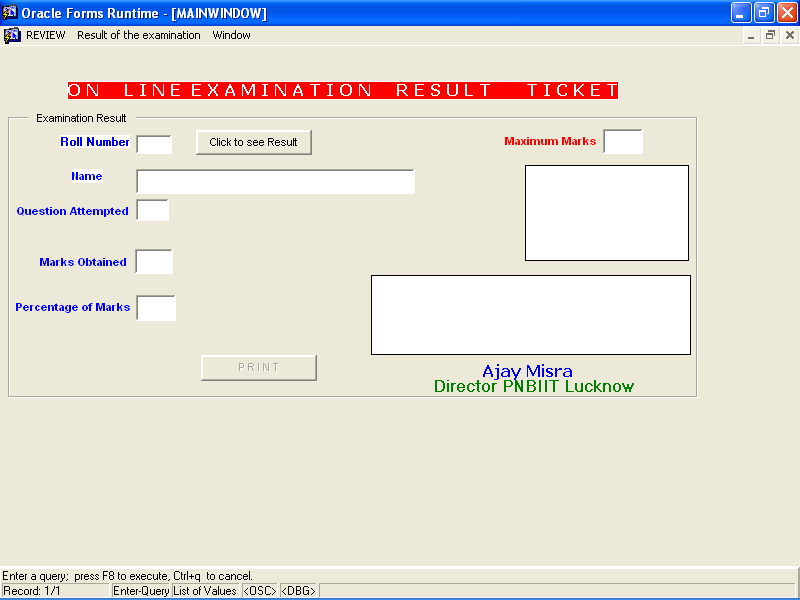 Oracle Forms Runtime - [MAINWINDOW]
REVIEW Result of the examination Window
ON LINE EXAMINATION RESULT TICKET
Examination Result
Roll Number Click to see Result Maximum Marks
Name
Question Attempted
Marks Obtained
Percentage of Marks
PRINT
Ajay Misra
Director PNBIIT Lucknow
Enter a query; press F8 to execute, Ctrl+q to cancel.
Record: 1/1 Enter-Query List of Values <OSC> <DBG>